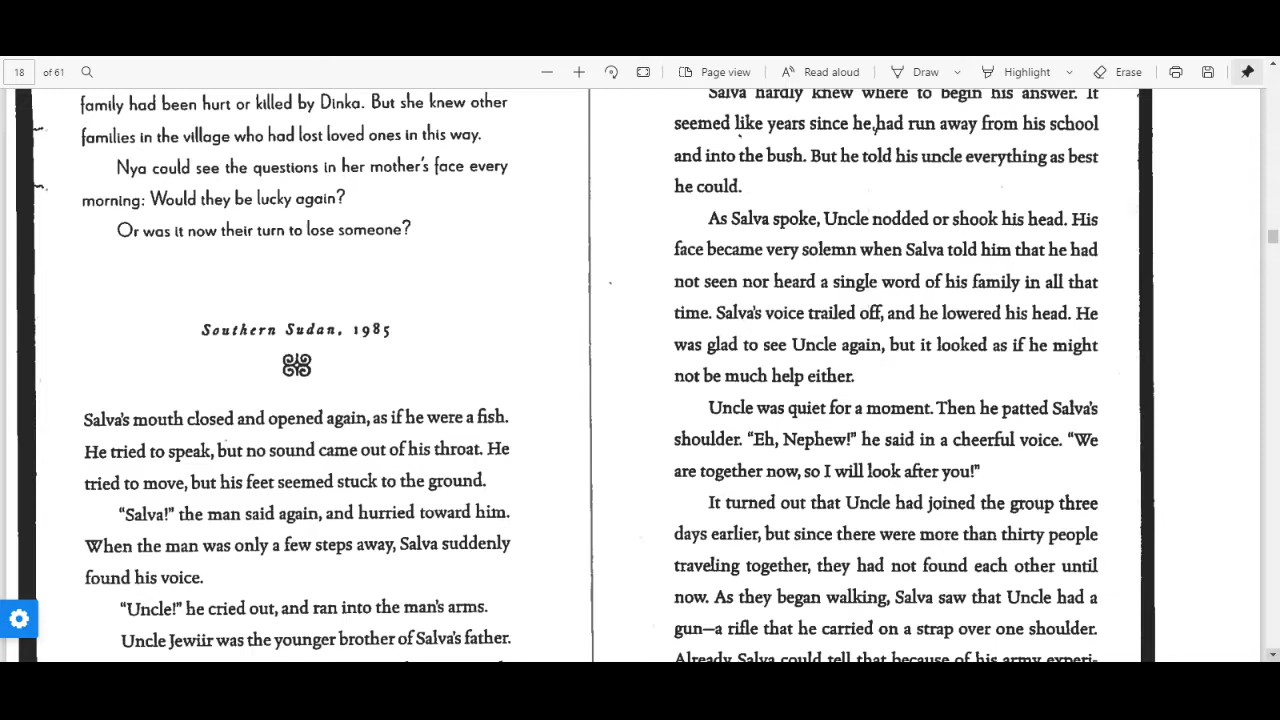 18 of 61 Page view Read aloud Draw Highlight Erase
family had been hurt or killed by Dinka. But she knew other
families in the village who had lost loved ones in this way.
Nya could see the questions in her mother's face every
morning: Would they be lucky again?
Or was it now their turn to lose someone?
Southern Sudan, 1985
Salva's mouth closed and opened again, as if he were a fish.
He tried to speak, but no sound came out of his throat. He
tried to move, but his feet seemed stuck to the ground.
"Salva!" the man said again, and hurried toward him.
When the man was only a few steps away, Salva suddenly
found his voice.
"Uncle!" he cried out, and ran into the man's arms.
Uncle Jewiir was the younger brother of Salva's father.
Salva hardly knew where to begin his answer. It
seemed like years since he had run away from his school
and into the bush. But he told his uncle everything as best
he could.
As Salva spoke, Uncle nodded or shook his head. His
face became very solemn when Salva told him that he had
not seen nor heard a single word of his family in all that
time. Salva's voice trailed off, and he lowered his head. He
was glad to see Uncle again, but it looked as if he might
not be much help either.
Uncle was quiet for a moment. Then he patted Salva's
shoulder. "Eh, Nephew!" he said in a cheerful voice. "We
are together now, so I will look after you!"
It turned out that Uncle had joined the group three
days earlier, but since there were more than thirty people
traveling together, they had not found each other until
now. As they began walking, Salva saw that Uncle had a
gun—a rifle that he carried on a strap over one shoulder.
Already Salva could tell that because of his army experi-